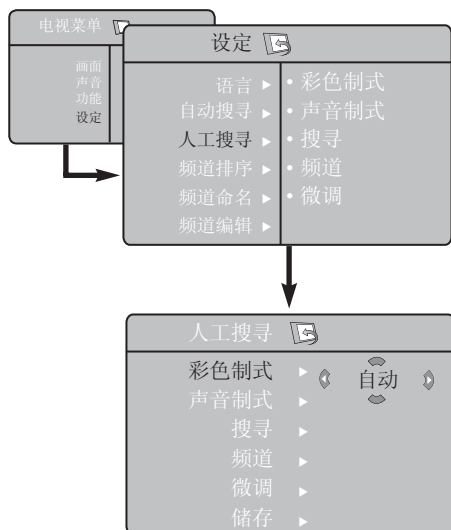 电视菜单
画面
声音
功能
设定
设定
语言
自动搜寻
人工搜寻
频道排序
频道命名
频道编辑
• 彩色制式
• 声音制式
• 搜寻
• 频道
• 微调
人工搜寻
彩色制式
自动
声音制式
搜寻
频道
微调
储存